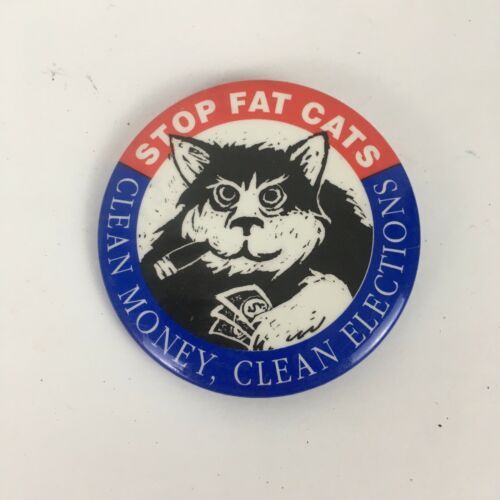 STOP FAT CATS
CLEAN MONEY, CLEAN ELECTIONS
$